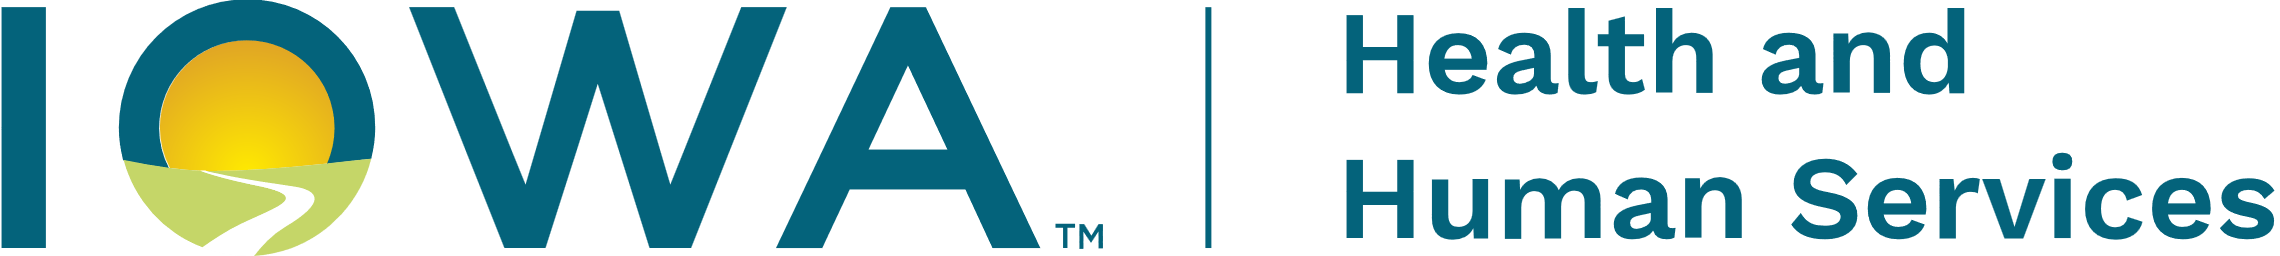 IOWA™
Health and
Human Services